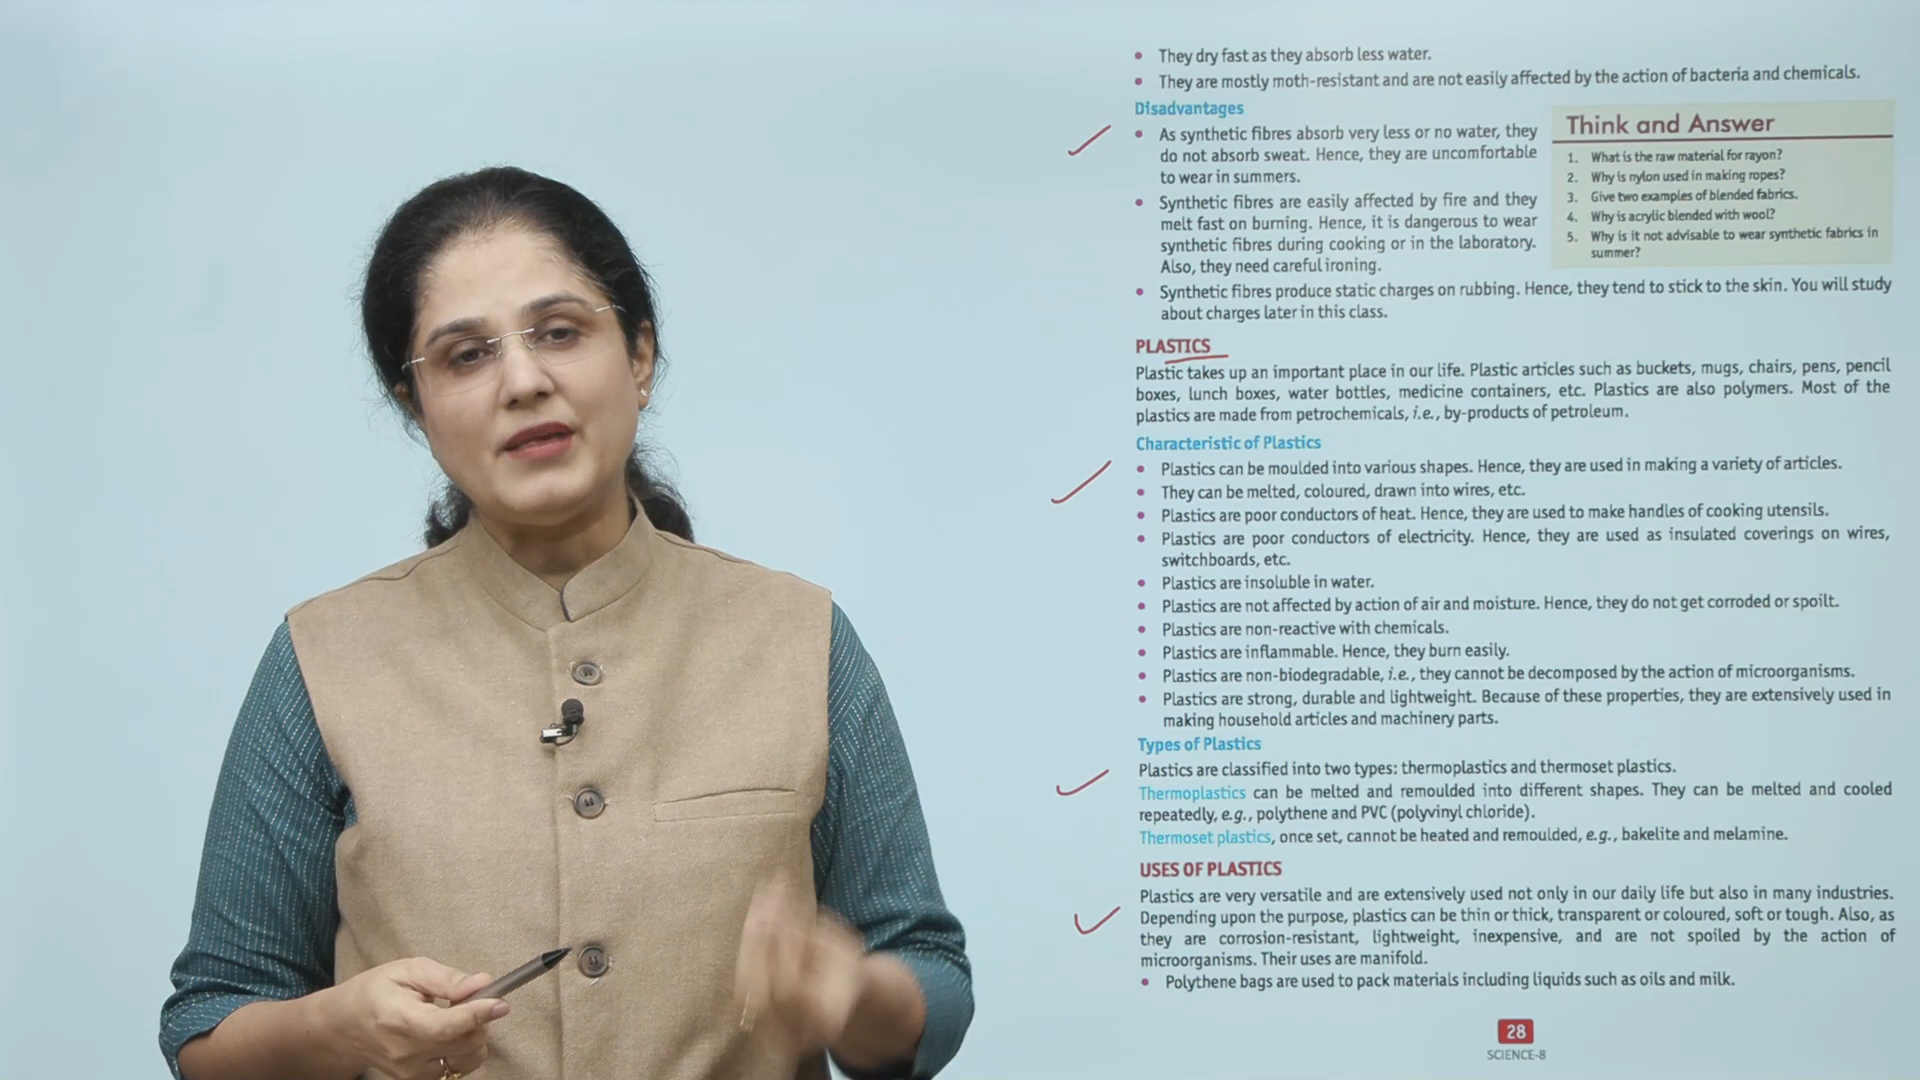 They dry fast as they absorb less water.
They are mostly moth-resistant and are not easily affected by the action of bacteria and chemicals.
Disadvantages
As synthetic fibres absorb very less or no water, they
do not absorb sweat. Hence, they are uncomfortable
to wear in summers.
Synthetic fibres are easily affected by fire and they
melt fast on burning. Hence, it is dangerous to wear
synthetic fibres during cooking or in the laboratory.
Also, they need careful ironing.
Think and Answer
1. What is the raw material for rayon?
2. Why is nylon used in making ropes?
3. Give two examples of blended fabrics.
4. Why is acrylic blended with wool?
5. Why is it not advisable to wear synthetic fabrics in
summer?
Synthetic fibres produce static charges on rubbing. Hence, they tend to stick to the skin. You will study
about charges later in this class.
PLASTICS
Plastic takes up an important place in our life. Plastic articles such as buckets, mugs, chairs, pens, pencil
boxes, lunch boxes, water bottles, medicine containers, etc. Plastics are also polymers. Most of the
plastics are made from petrochemicals, i.e., by-products of petroleum.
Characteristic of Plastics
Plastics can be moulded into various shapes. Hence, they are used in making a variety of articles.
They can be melted, coloured, drawn into wires, etc.
Plastics are poor conductors of heat. Hence, they are used to make handles of cooking utensils.
Plastics are poor conductors of electricity. Hence, they are used as insulated coverings on wires,
switchboards, etc.
Plastics are insoluble in water.
Plastics are not affected by action of air and moisture. Hence, they do not get corroded or spoilt.
Plastics are non-reactive with chemicals.
Plastics are inflammable. Hence, they burn easily.
Plastics are non-biodegradable, i.e., they cannot be decomposed by the action of microorganisms.
Plastics are strong, durable and lightweight. Because of these properties, they are extensively used in
making household articles and machinery parts.
Types of Plastics
Plastics are classified into two types: thermoplastics and thermoset plastics.
Thermoplastics can be melted and remoulded into different shapes. They can be melted and cooled
repeatedly, e.g., polythene and PVC (polyvinyl chloride).
Thermoset plastics, once set, cannot be heated and remoulded, e.g., bakelite and melamine.
USES OF PLASTICS
Plastics are very versatile and are extensively used not only in our daily life but also in many industries.
Depending upon the purpose, plastics can be thin or thick, transparent or coloured, soft or tough. Also, as
they are corrosion-resistant, lightweight, inexpensive, and are not spoiled by the action of
microorganisms. Their uses are manifold.
Polythene bags are used to pack materials including liquids such as oils and milk.
28
SCIENCE-8